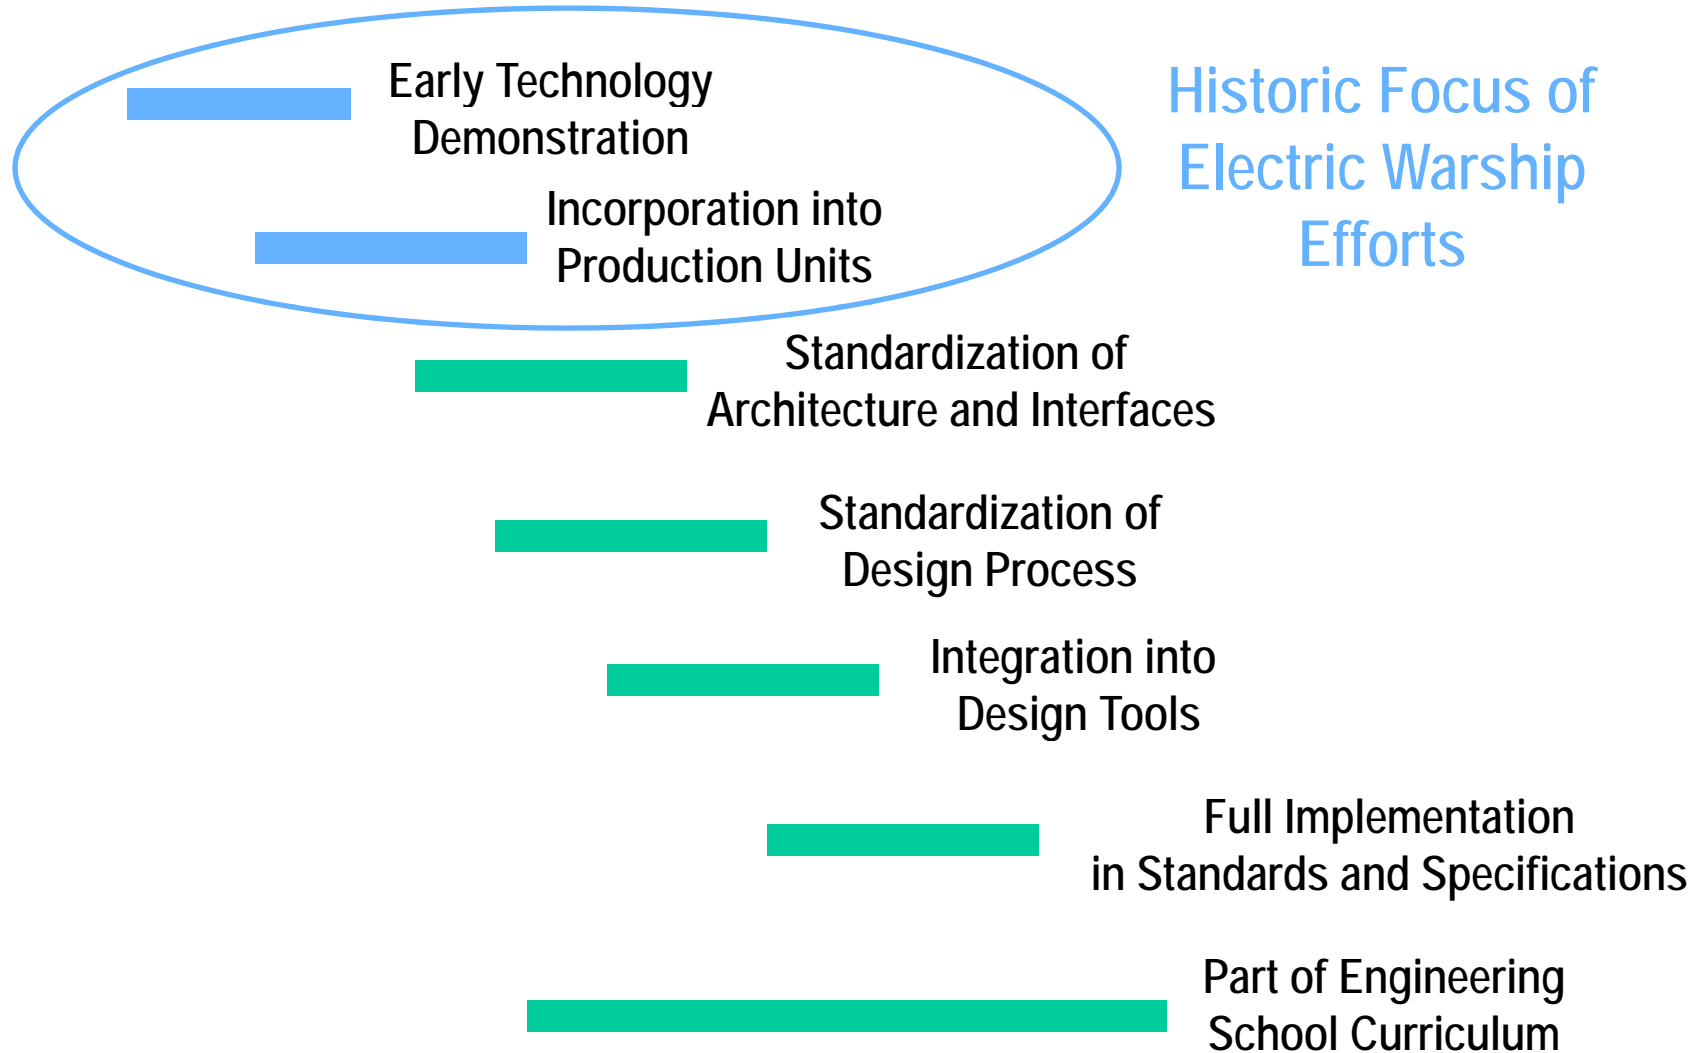 Early Technology
Demonstration
Historic Focus of
Electric Warship
Efforts
Incorporation into
Production Units
Standardization of
Architecture and Interfaces
Standardization of
Design Process
Integration into
Design Tools
Full Implementation
in Standards and Specifications
Part of Engineering
School Curriculum